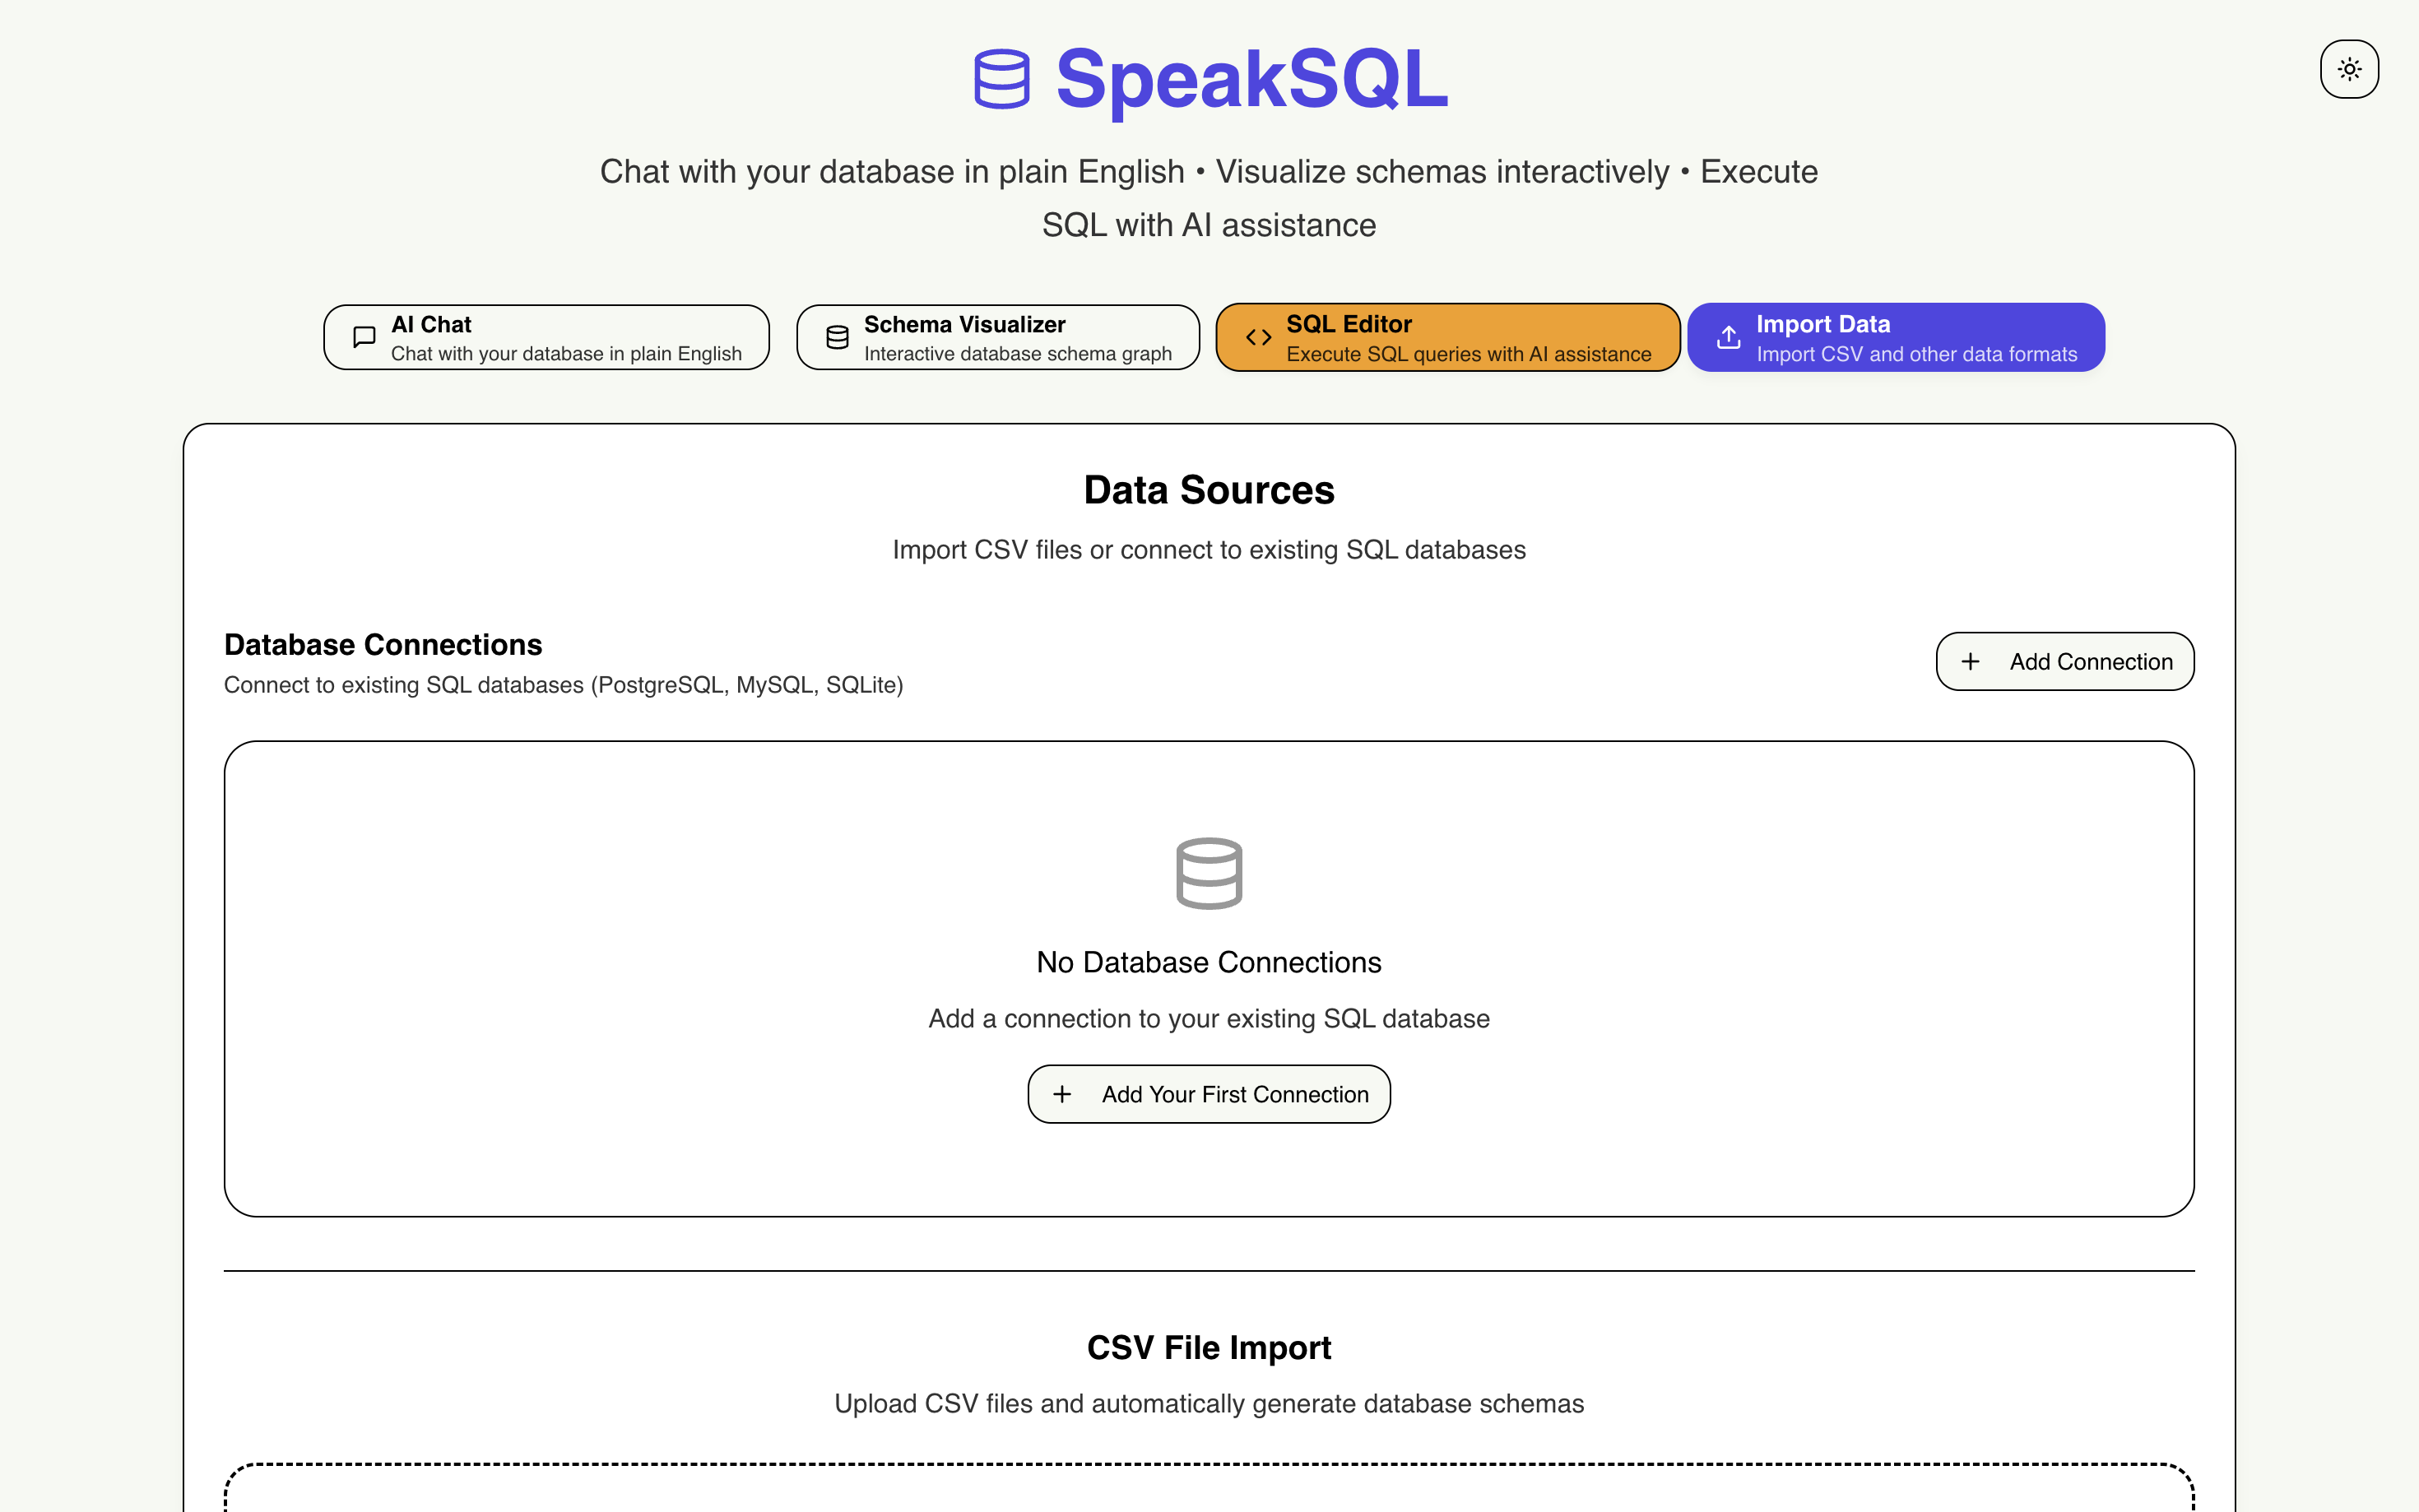 SpeakSQL
Chat with your database in plain English • Visualize schemas interactively • Execute
SQL with AI assistance
AI Chat
Chat with your database in plain English
Schema Visualizer
Interactive database schema graph
SQL Editor
Execute SQL queries with AI assistance
Import Data
Import CSV and other data formats
Data Sources
Import CSV files or connect to existing SQL databases
Database Connections
Connect to existing SQL databases (PostgreSQL, MySQL, SQLite)
Add Connection
No Database Connections
Add a connection to your existing SQL database
Add Your First Connection
CSV File Import
Upload CSV files and automatically generate database schemas